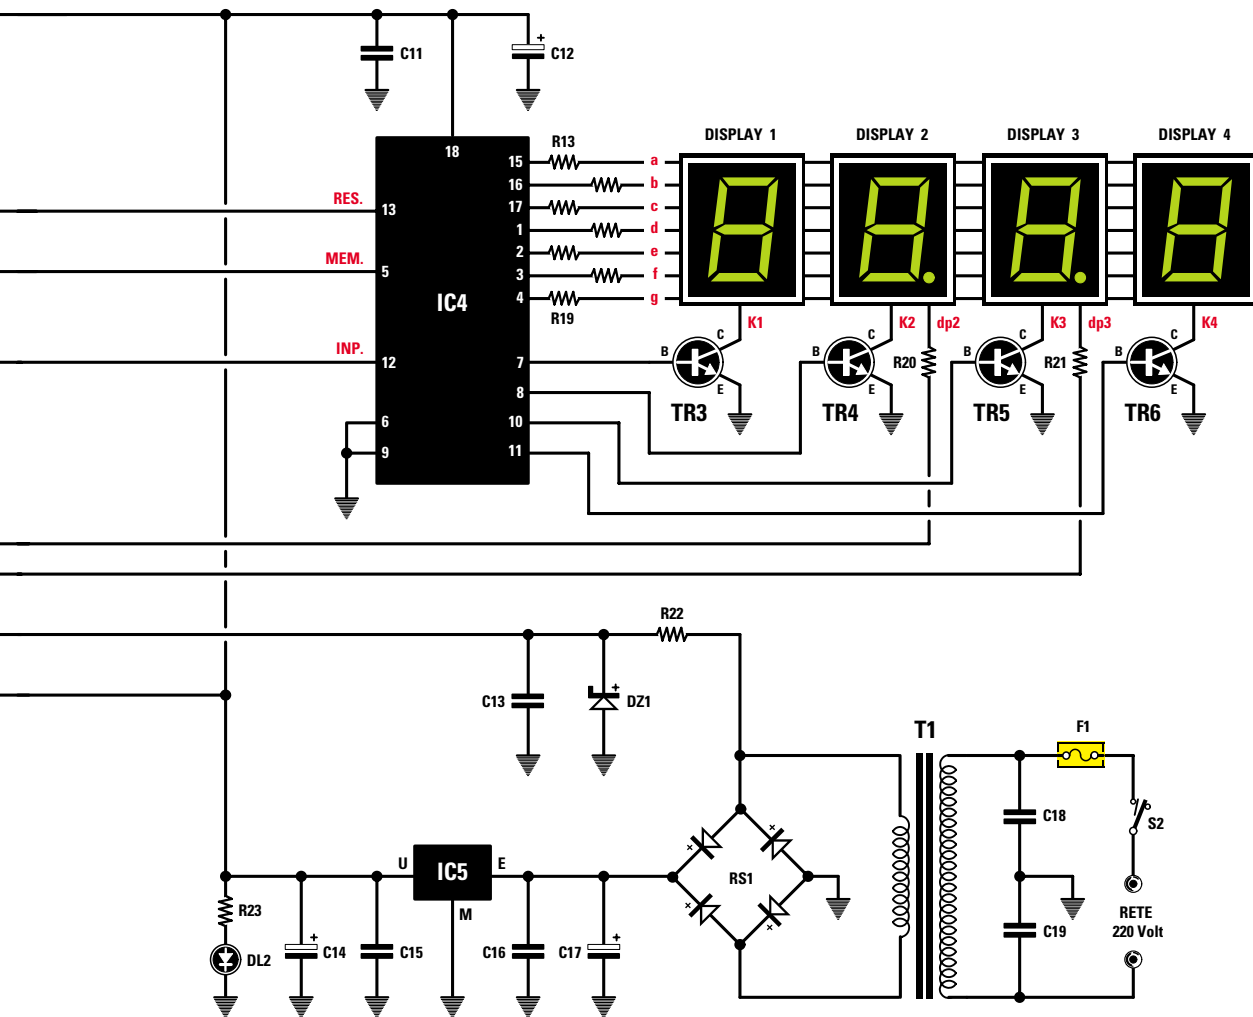 C11
+
C12
DISPLAY 1
DISPLAY 2
DISPLAY 3
DISPLAY 4
18
R13
15
a
16
b
RES.
13
17
c
1
d
MEM.
5
2
e
3
f
IC4
4
g
R19
K1
K2
dp2
K3
dp3
K4
INP.
12
7
B
C
E
TR3
B
C
E
TR4
R20
B
C
E
TR5
R21
B
C
E
TR6
8
6
10
9
11
R22
C13
+
DZ1
T1
F1
C18
S2
U
IC5
E
M
RS1
R23
RETE
220 Volt
DL2
+
C14
C15
C16
+
C17
C19